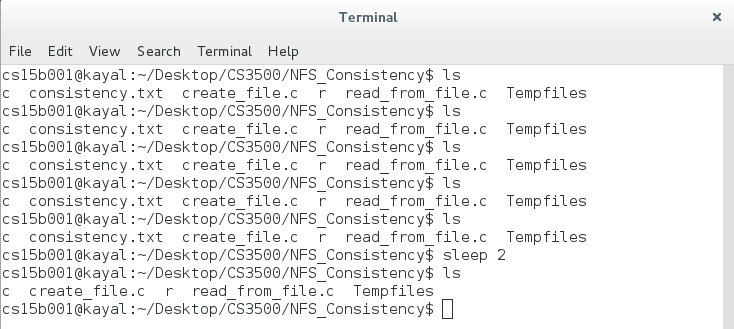 Terminal
File Edit View Search Terminal Help
cs15b001@kayal:~/Desktop/CS3500/NFS_Consistency$ ls
c  consistency.txt  create_file.c  r  read_from_file.c  Tempfiles
cs15b001@kayal:~/Desktop/CS3500/NFS_Consistency$ ls
c  consistency.txt  create_file.c  r  read_from_file.c  Tempfiles
cs15b001@kayal:~/Desktop/CS3500/NFS_Consistency$ ls
c  consistency.txt  create_file.c  r  read_from_file.c  Tempfiles
cs15b001@kayal:~/Desktop/CS3500/NFS_Consistency$ ls
c  consistency.txt  create_file.c  r  read_from_file.c  Tempfiles
cs15b001@kayal:~/Desktop/CS3500/NFS_Consistency$ ls
c  consistency.txt  create_file.c  r  read_from_file.c  Tempfiles
cs15b001@kayal:~/Desktop/CS3500/NFS_Consistency$ sleep 2
cs15b001@kayal:~/Desktop/CS3500/NFS_Consistency$ ls
c  create_file.c  r  read_from_file.c  Tempfiles
cs15b001@kayal:~/Desktop/CS3500/NFS_Consistency$